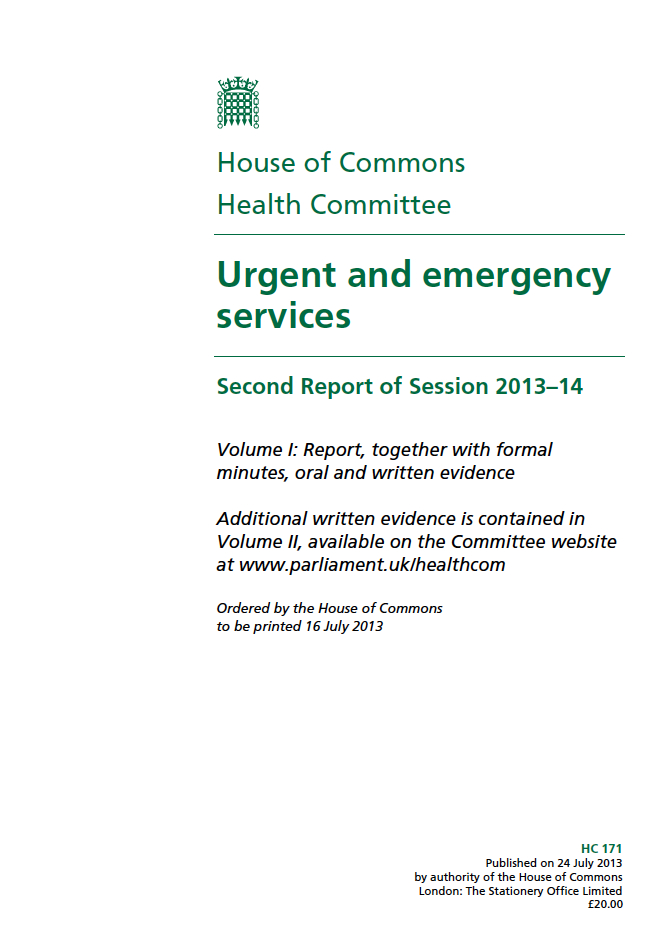 House of Commons
Health Committee
Urgent and emergency
services
Second Report of Session 2013–14
Volume I: Report, together with formal
minutes, oral and written evidence
Additional written evidence is contained in
Volume II, available on the Committee website
at www.parliament.uk/healthcom
Ordered by the House of Commons
to be printed 16 July 2013
HC 171
Published on 24 July 2013
by authority of the House of Commons
London: The Stationery Office Limited
£20.00